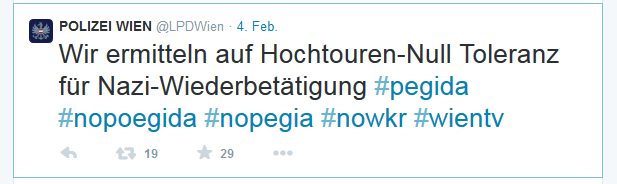 POLIZEI WIEN @LPDWien · 4. Feb.
Wir ermitteln auf Hochtouren-Null Toleranz
für Nazi-Wiederbetätigung #pegida
#nopoegida #nopegia #nowkr #wientv
19 29